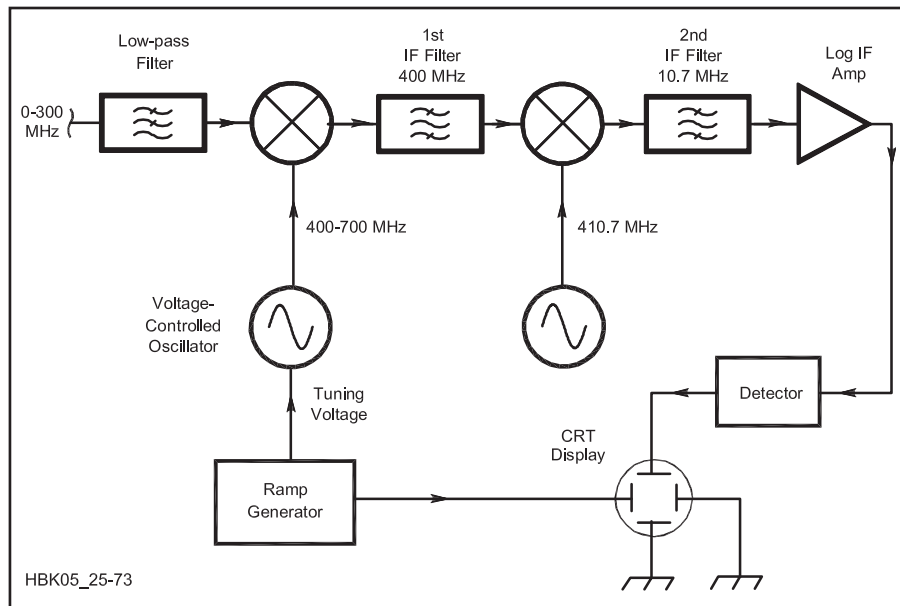 Low-pass
Filter
1st
IF Filter
400 MHz
2nd
IF Filter
10.7 MHz
Log IF
Amp
0-300
MHz
400-700 MHz
410.7 MHz
Voltage-
Controlled
Oscillator
Tuning
Voltage
Detector
CRT
Display
Ramp
Generator
HBK05_25-73